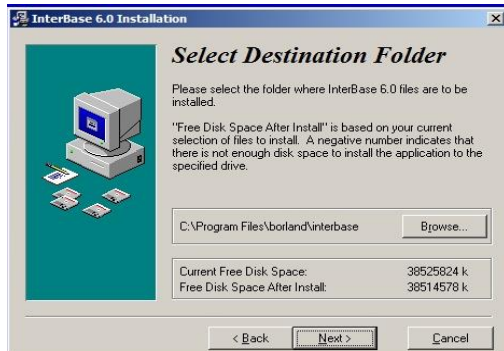 InterBase 6.0 Installation
Select Destination Folder
Please select the folder where InterBase 6.0 files are to be
installed.
"Free Disk Space After Install" is based on your current
selection of files to install. A negative number indicates that
there is not enough disk space to install the application to the
specified drive.
C:\Program Files\borland\interbase Browse...
Current Free Disk Space: 38525824 k
Free Disk Space After Install: 38514578 k
< Back Next > Cancel